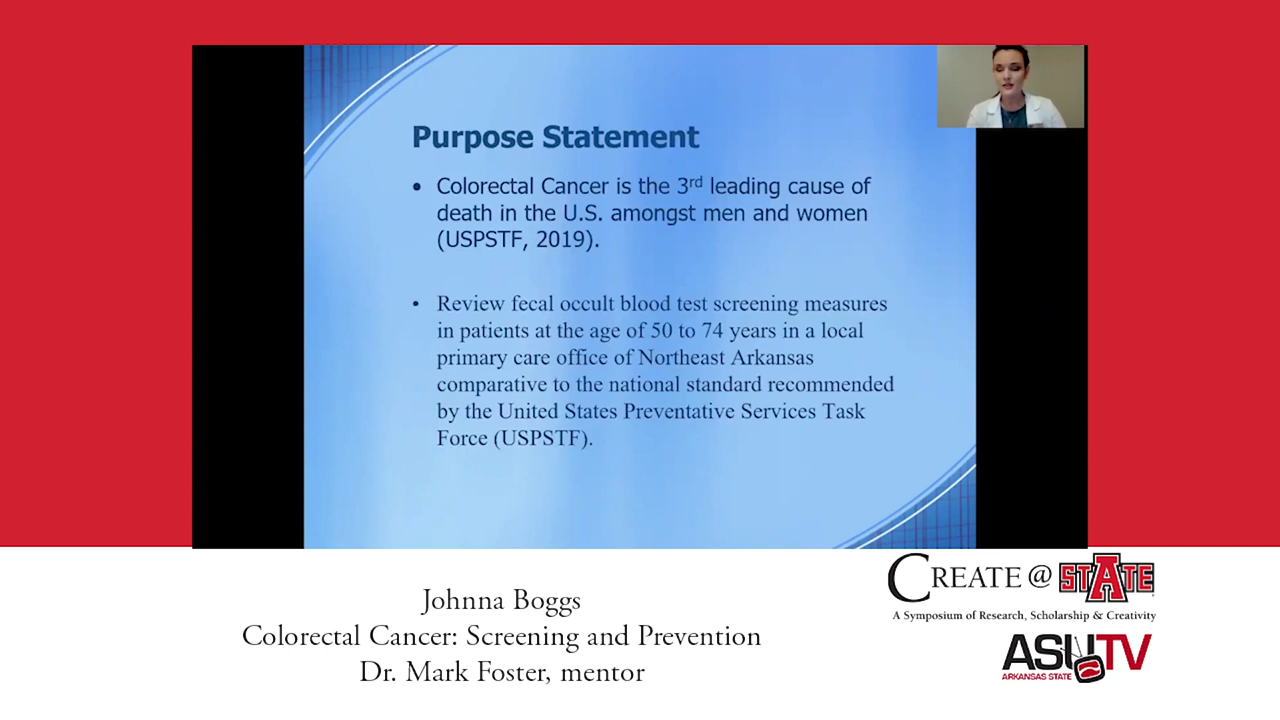 Purpose Statement
• Colorectal Cancer is the 3rd leading cause of
death in the U.S. amongst men and women
(USPSTF, 2019).
• Review fecal occult blood test screening measures
in patients at the age of 50 to 74 years in a local
primary care office of Northeast Arkansas
comparative to the national standard recommended
by the United States Preventative Services Task
Force (USPSTF).
Johnna Boggs
Colorectal Cancer: Screening and Prevention
Dr. Mark Foster, mentor
CREATE @ STATE
A Symposium of Research, Scholarship & Creativity
ASU TV
ARKANSAS STATE